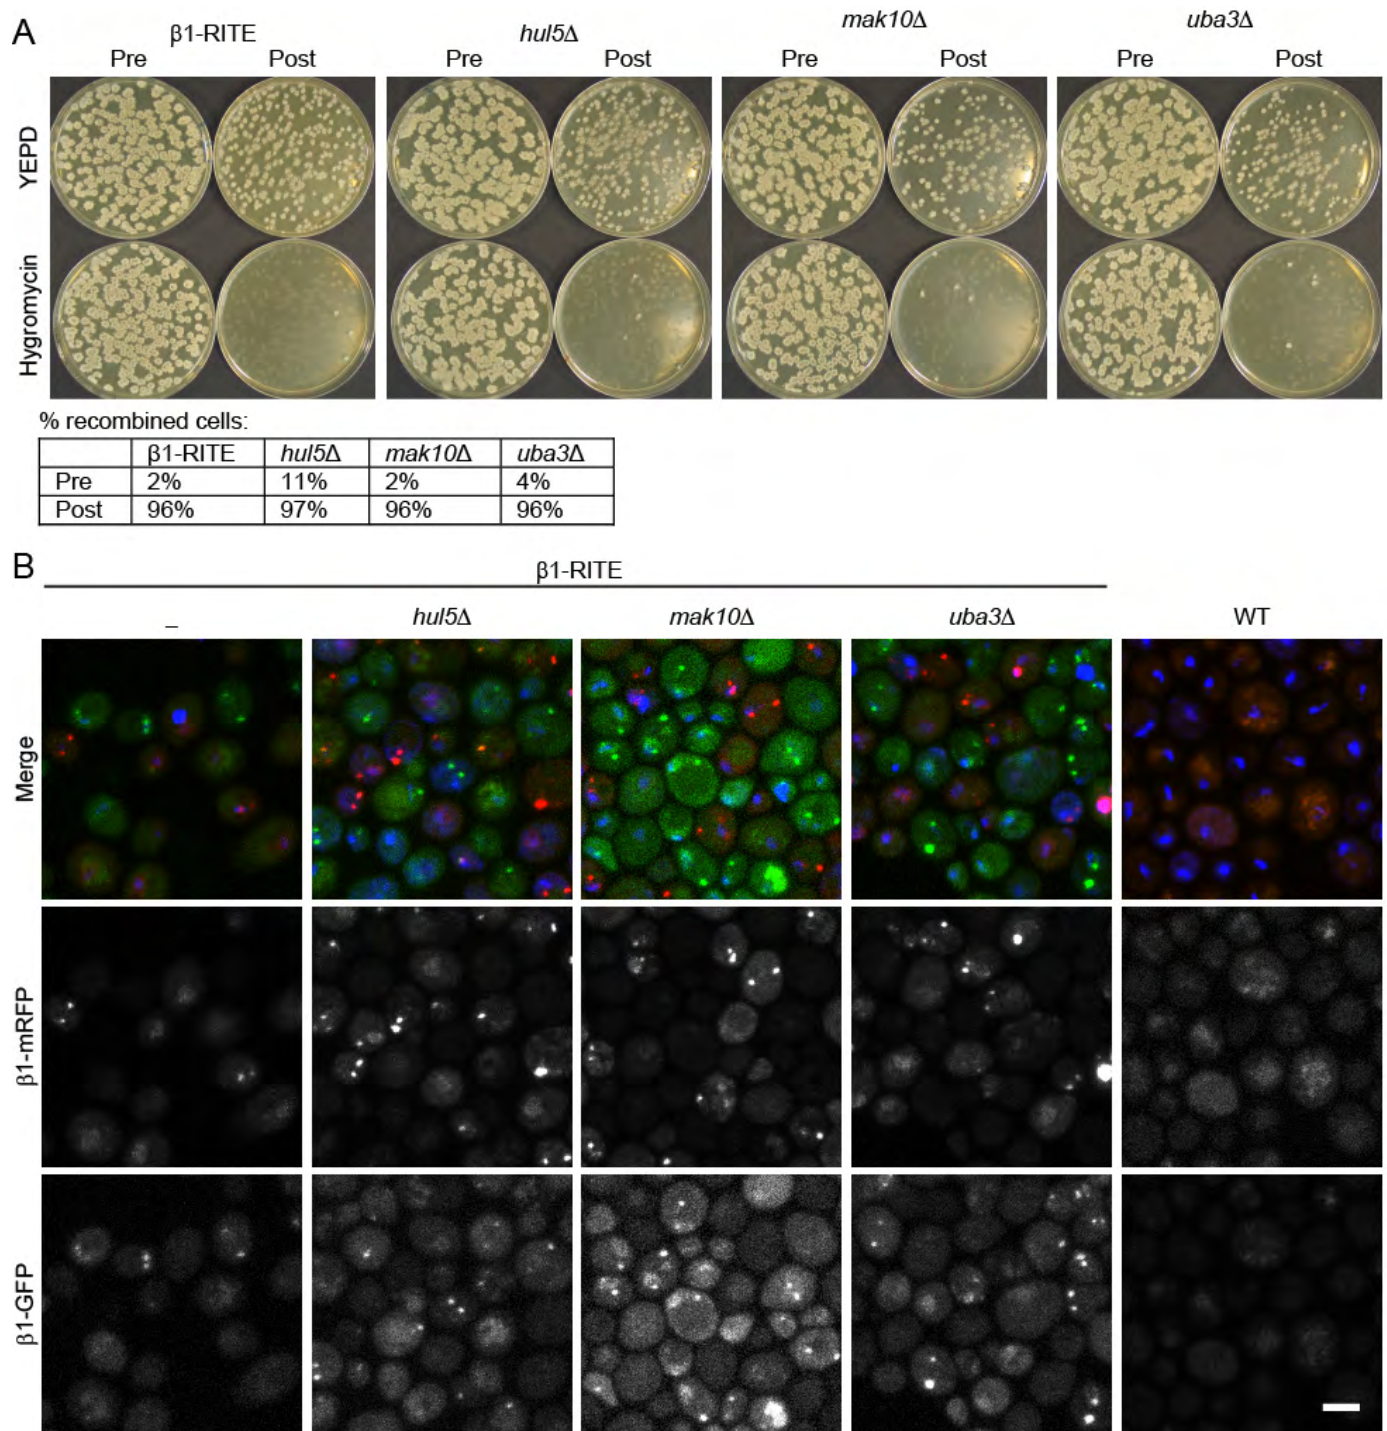 A
β1-RITE hul5Δ mak10Δ uba3Δ
Pre Post Pre Post Pre Post Pre Post
YEPD
Hygromycin
% recombined cells:
β1-RITE hul5Δ mak10Δ uba3Δ
Pre 2% 11% 2% 4%
Post 96% 97% 96% 96%
B
β1-RITE
_ hul5Δ mak10Δ uba3Δ WT
Merge
β1-mRFP
β1-GFP